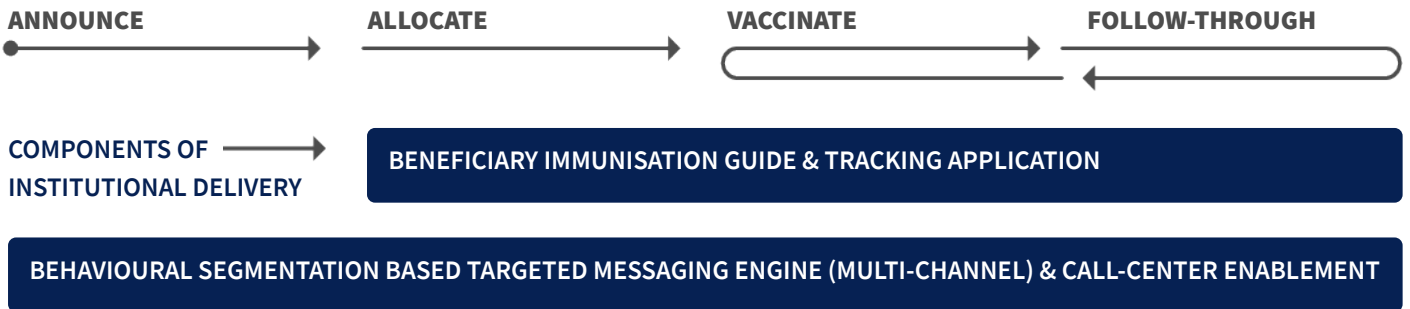 ANNOUNCE
ALLOCATE
VACCINATE
FOLLOW-THROUGH
COMPONENTS OF
INSTITUTIONAL DELIVERY
BENEFICIARY IMMUNISATION GUIDE & TRACKING APPLICATION
BEHAVIOURAL SEGMENTATION BASED TARGETED MESSAGING ENGINE (MULTI-CHANNEL) & CALL-CENTER ENABLEMENT